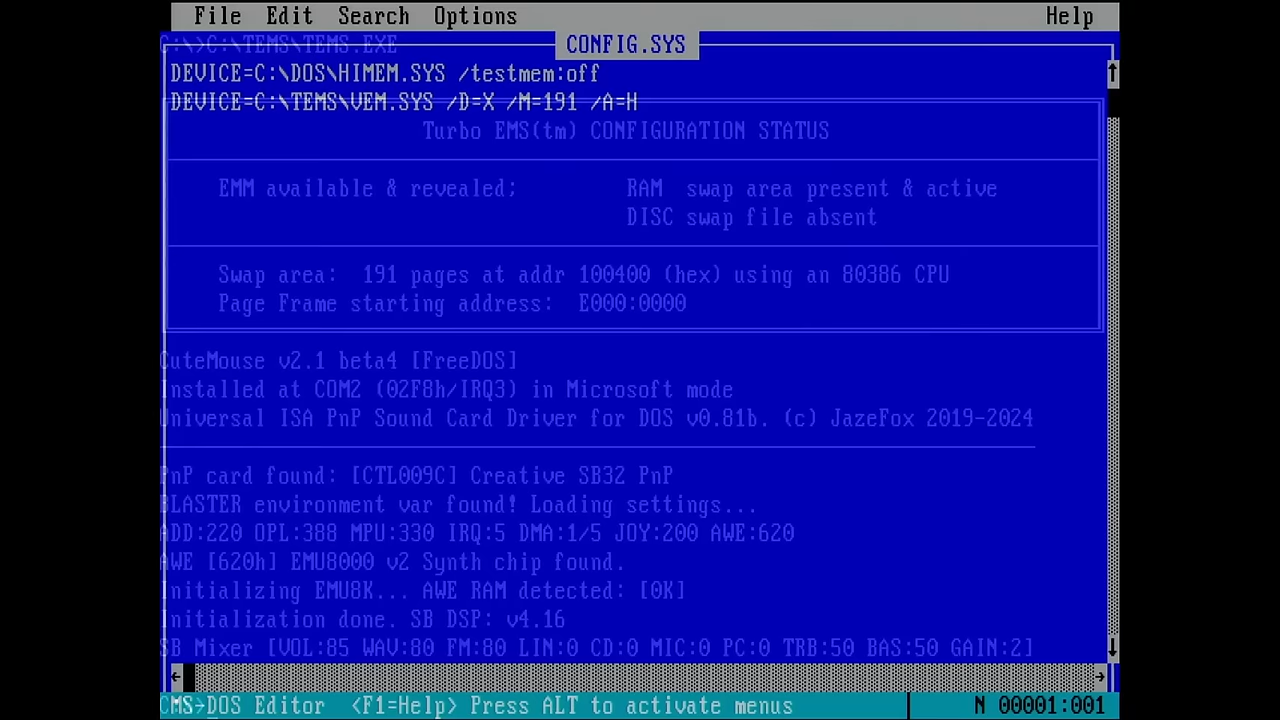 File Edit Search Options Help
C:\>C:\TEMS\TEMS.EXE
CONFIG.SYS
DEVICE=C:\DOS\HIMEM.SYS /testmem:off
DEVICE=C:\TEMS\VEM.SYS /D=X /M=191 /A=H
Turbo EMS(tm) CONFIGURATION STATUS
EMM available & revealed; RAM swap area present & active
DISC swap file absent
Swap area: 191 pages at addr 100400 (hex) using an 80386 CPU
Page Frame starting address: E000:0000
CuteMouse v2.1 beta4 [FreeDOS]
Installed at COM2 (02F8h/IRQ3) in Microsoft mode
Universal ISA PnP Sound Card Driver for DOS v0.81b. (c) JazeFox 2019-2024
PnP card found: [CTL009C] Creative SB32 PnP
BLASTER environment var found! Loading settings...
ADD:220 OPL:388 MPU:330 IRQ:5 DMA:1/5 JOY:200 AWE:620
AWE [620h] EMU8000 v2 Synth chip found.
Initializing EMU8K... AWE RAM detected: [0K]
Initialization done. SB DSP: v4.16
SB Mixer [VOL:85 WAV:80 FM:80 LIN:0 CD:0 MIC:0 PC:0 TRB:50 BAS:50 GAIN:2]
DOS Editor <F1=Help> Press ALT to activate menus N 00001:001